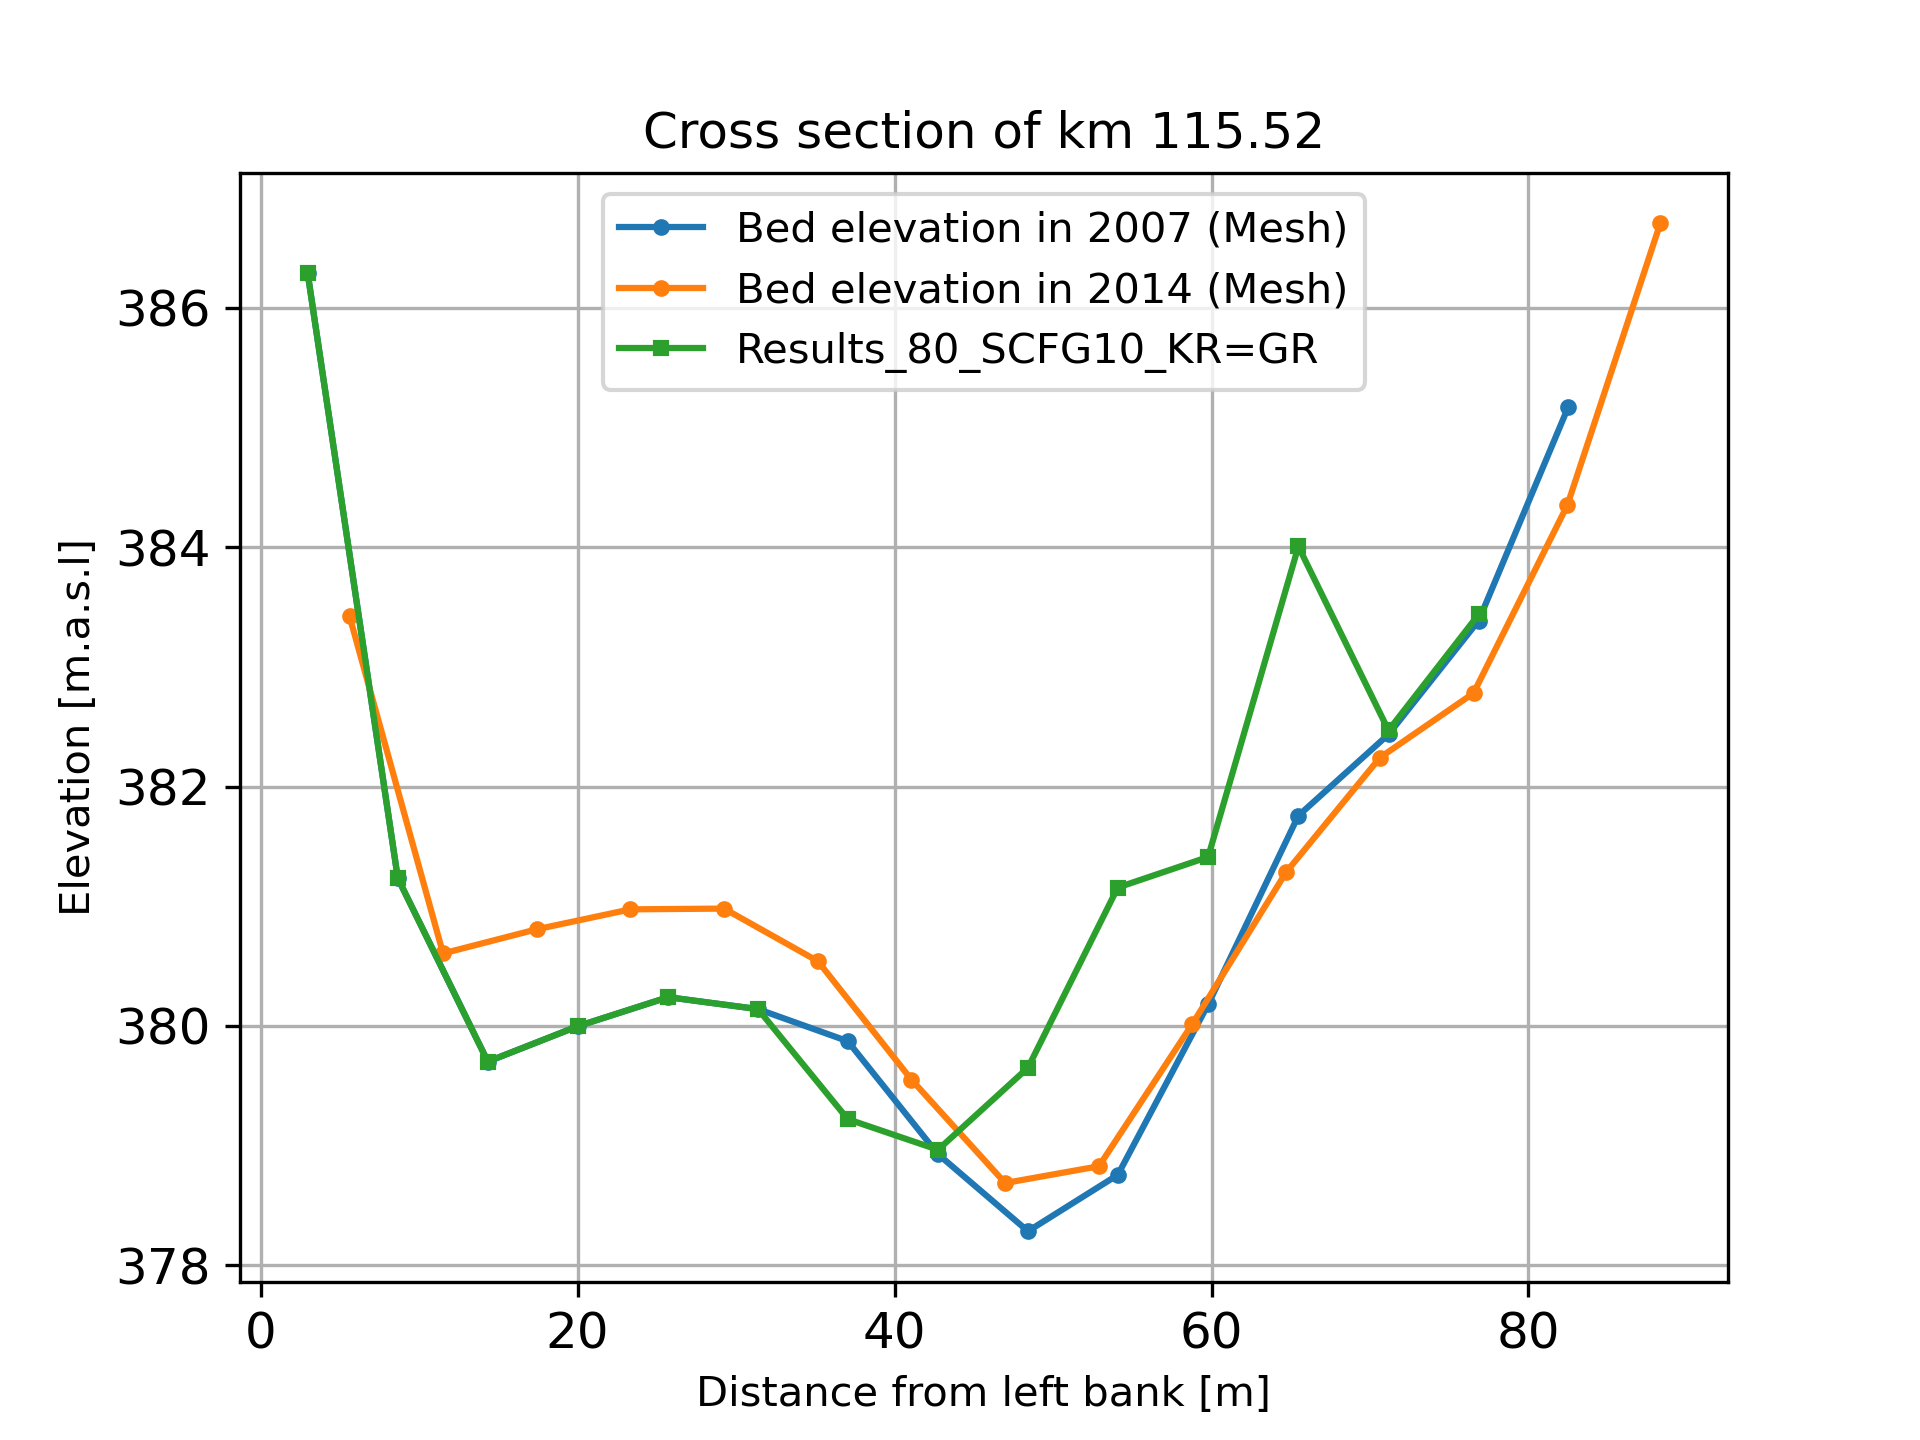 Cross section of km 115.52
Bed elevation in 2007 (Mesh)
Bed elevation in 2014 (Mesh)
Results_80_SCFG10_KR=GR
Elevation [m.a.s.l]
386
384
382
380
378
0 20 40 60 80
Distance from left bank [m]